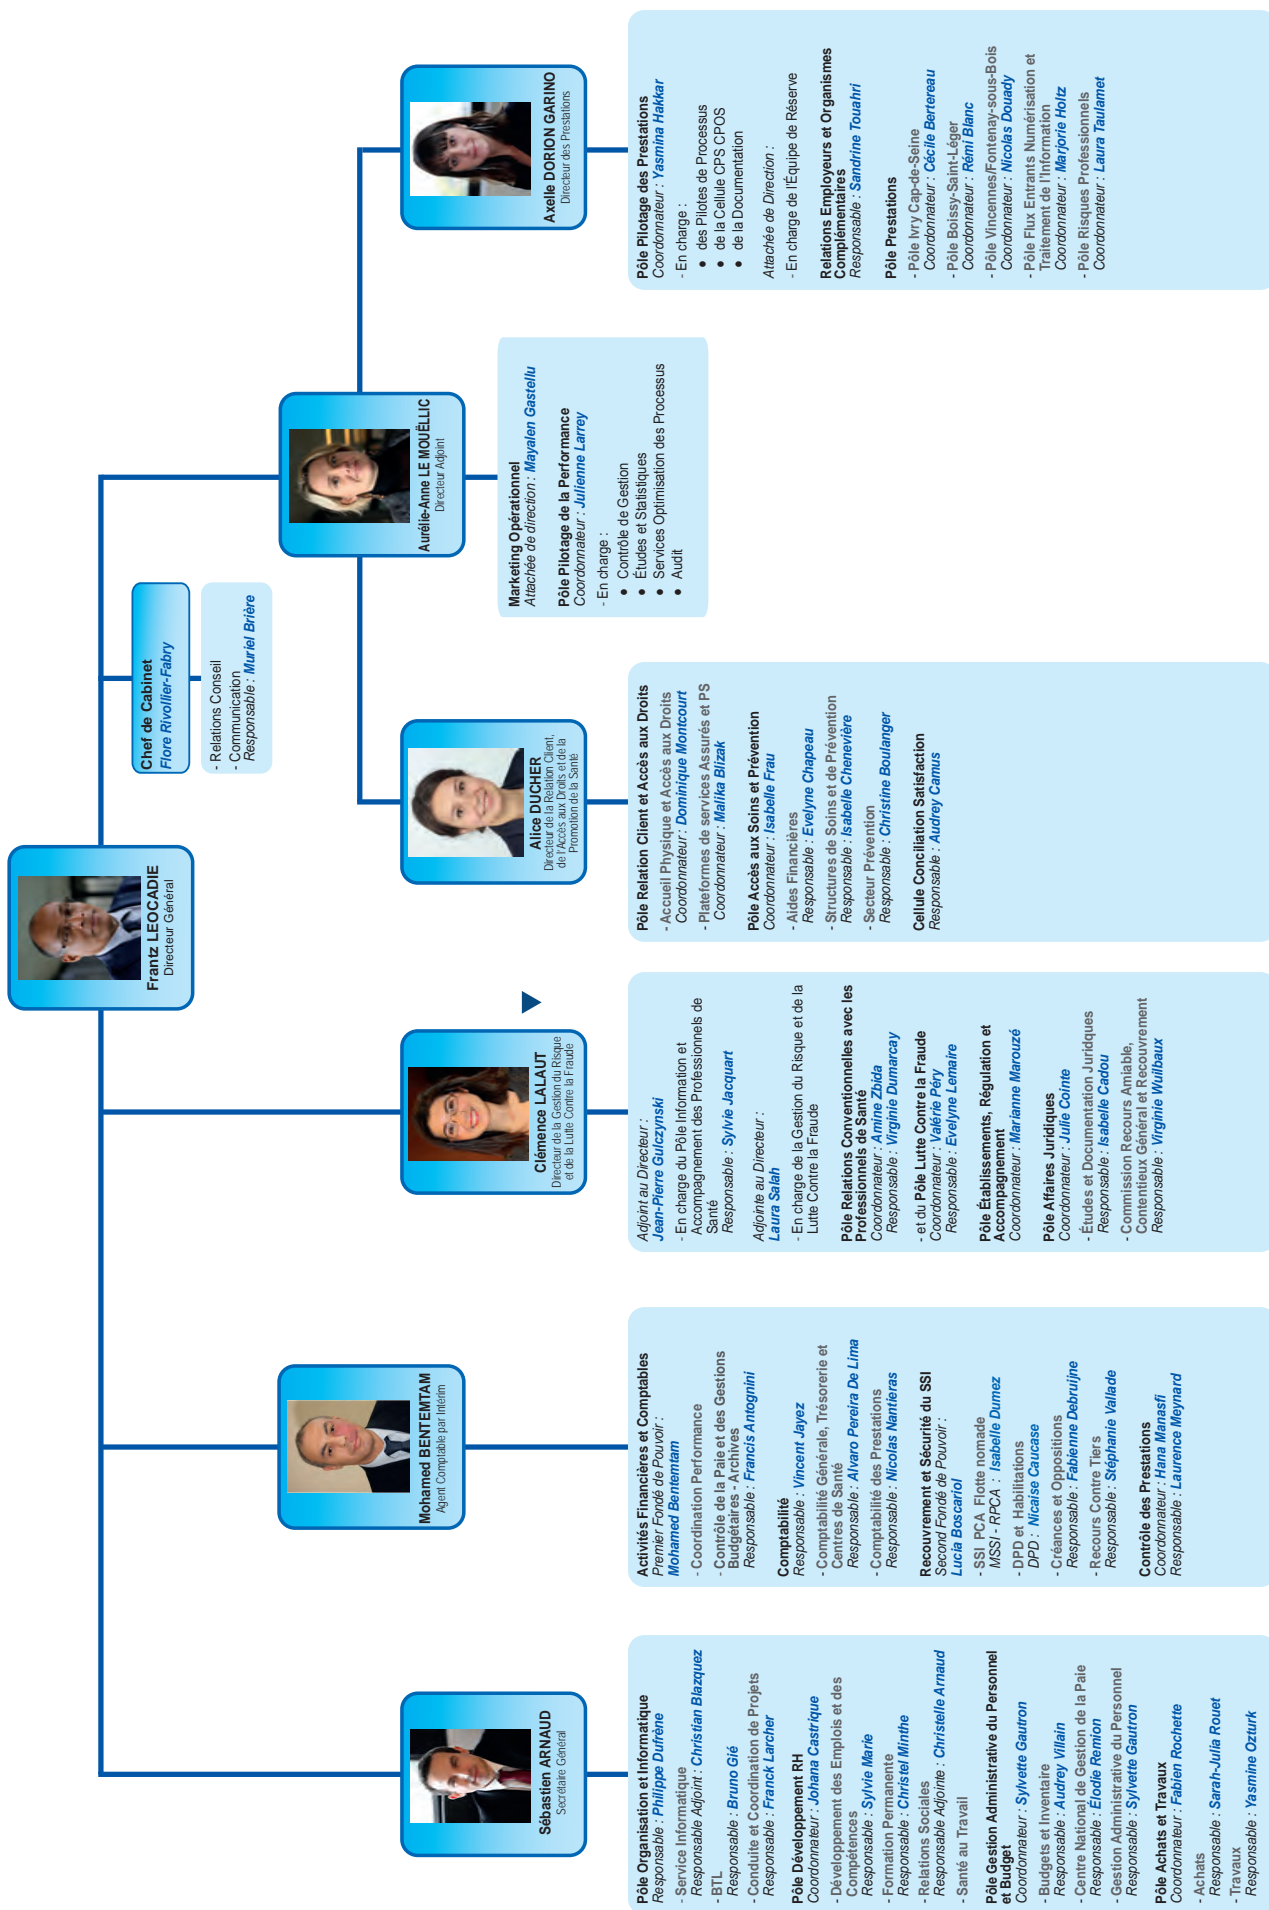 Frantz LEOCADIE
Directeur Général
Chef de Cabinet
Flore Rivollier-Fabry
- Relations Conseil
- Communication
Responsable : Muriel Brière
Sébastien ARNAUD
Secrétaire Général
Pôle Organisation et Informatique
Responsable : Philippe Dufrène
- Service Informatique
Responsable Adjoint : Christian Blazquez
- BTL
Responsable : Bruno Gié
- Conduite et Coordination de Projets
Responsable : Franck Larcher
Pôle Développement RH
Coordonnateur : Johana Castrique
- Développement des Emplois et des
Compétences
Responsable : Sylvie Marie
- Formation Permanente
Responsable : Christel Minthe
- Relations Sociales
Responsable Adjointe : Christelle Arnaud
- Santé au Travail
Pôle Gestion Administrative du Personnel
et Budget
Coordonnateur : Sylvette Gautron
- Budgets et Inventaire
Responsable : Audrey Villain
- Centre National de Gestion de la Paie
Responsable : Élodie Remion
- Gestion Administrative du Personnel
Responsable : Sylvette Gautron
Pôle Achats et Travaux
Coordonnateur : Fabien Rochette
- Achats
Responsable : Sarah-Julia Rouet
- Travaux
Responsable : Yasmine Ozturk
Mohamed BENTEMTAM
Agent Comptable par Intérim
Activités Financières et Comptables
Premier Fondé de Pouvoir :
Mohamed Bentemtam
- Coordination Performance
- Contrôle de la Paie et des Gestions
Budgétaires - Archives
Responsable : Francis Antognini
Comptabilité
Responsable : Vincent Jayez
- Comptabilité Générale, Trésorerie et
Centres de Santé
Responsable : Alvaro Pereira De Lima
- Comptabilité des Prestations
Responsable : Nicolas Nantieras
Recouvrement et Sécurité du SSI
Second Fondé de Pouvoir :
Lucia Boscariol
- SSI PCA Flotte nomade
MSSI - RPCA : Isabelle Dumez
- DPD et Habilitations
DPD : Nicaise Caucase
- Créances et Oppositions
Responsable : Fabienne Debruijne
- Recours Contre Tiers
Responsable : Stéphanie Vallade
Contrôle des Prestations
Coordonnateur : Hana Manasfi
Responsable : Laurence Meynard
Clémence LALAUT
Directeur de la Gestion du Risque
et de la Lutte Contre la Fraude
Adjoint au Directeur :
Jean-Pierre Gulczynski
- En charge du Pôle Information et
Accompagnement des Professionnels de
Santé
Responsable : Sylvie Jacquart
Adjointe au Directeur :
Laura Salah
- En charge de la Gestion du Risque et de la
Lutte Contre la Fraude
Pôle Relations Conventionnelles avec les
Professionnels de Santé
Coordonnateur : Amine Zbida
Responsable : Virginie Dumarcay
- et du Pôle Lutte Contre la Fraude
Coordonnateur : Valérie Péry
Responsable : Evelyne Lemaire
Pôle Établissements, Régulation et
Accompagnement
Coordonnateur : Marianne Marouzé
Pôle Affaires Juridiques
Coordonnateur : Julie Cointe
- Études et Documentation Juridques
Responsable : Isabelle Cadou
- Commission Recours Amiable,
Contentieux Général et Recouvrement
Responsable : Virginie Wuilbaux
Aurélie-Anne LE MOUËLLIC
Directeur Adjoint
Marketing Opérationnel
Attachée de direction : Mayalen Gastellu
Pôle Pilotage de la Performance
Coordonnateur : Julienne Larrey
- En charge :
● Contrôle de Gestion
● Études et Statistiques
● Services Optimisation des Processus
● Audit
Alice DUCHER
Directeur de la Relation Client,
de l'Accès aux Droits et de la
Promotion de la Santé
Pôle Relation Client et Accès aux Droits
- Accueil Physique et Accès aux Droits
Coordonnateur : Dominique Montcourt
- Plateformes de services Assurés et PS
Coordonnateur : Malika Blizak
Pôle Accès aux Soins et Prévention
Coordonnateur : Isabelle Frau
- Aides Financières
Responsable : Evelyne Chapeau
- Structures de Soins et de Prévention
Responsable : Isabelle Chenevière
- Secteur Prévention
Responsable : Christine Boulanger
Cellule Conciliation Satisfaction
Responsable : Audrey Camus
Axelle DORION GARINO
Directeur des Prestations
Pôle Pilotage des Prestations
Coordonnateur : Yasmina Hakkar
- En charge :
● des Pilotes de Processus
● de la Cellule CPS CPOS
● de la Documentation
Attachée de Direction :
- En charge de l'Équipe de Réserve
Relations Employeurs et Organismes
Complémentaires
Responsable : Sandrine Touahri
Pôle Prestations
- Pôle Ivry Cap-de-Seine
Coordonnateur : Cécile Bertereau
- Pôle Boissy-Saint-Léger
Coordonnateur : Rémi Blanc
- Pôle Vincennes/Fontenay-sous-Bois
Coordonnateur : Nicolas Douady
- Pôle Flux Entrants Numérisation et
Traitement de l'Information
Coordonnateur : Marjorie Holtz
- Pôle Risques Professionnels
Coordonnateur : Laura Taulamet